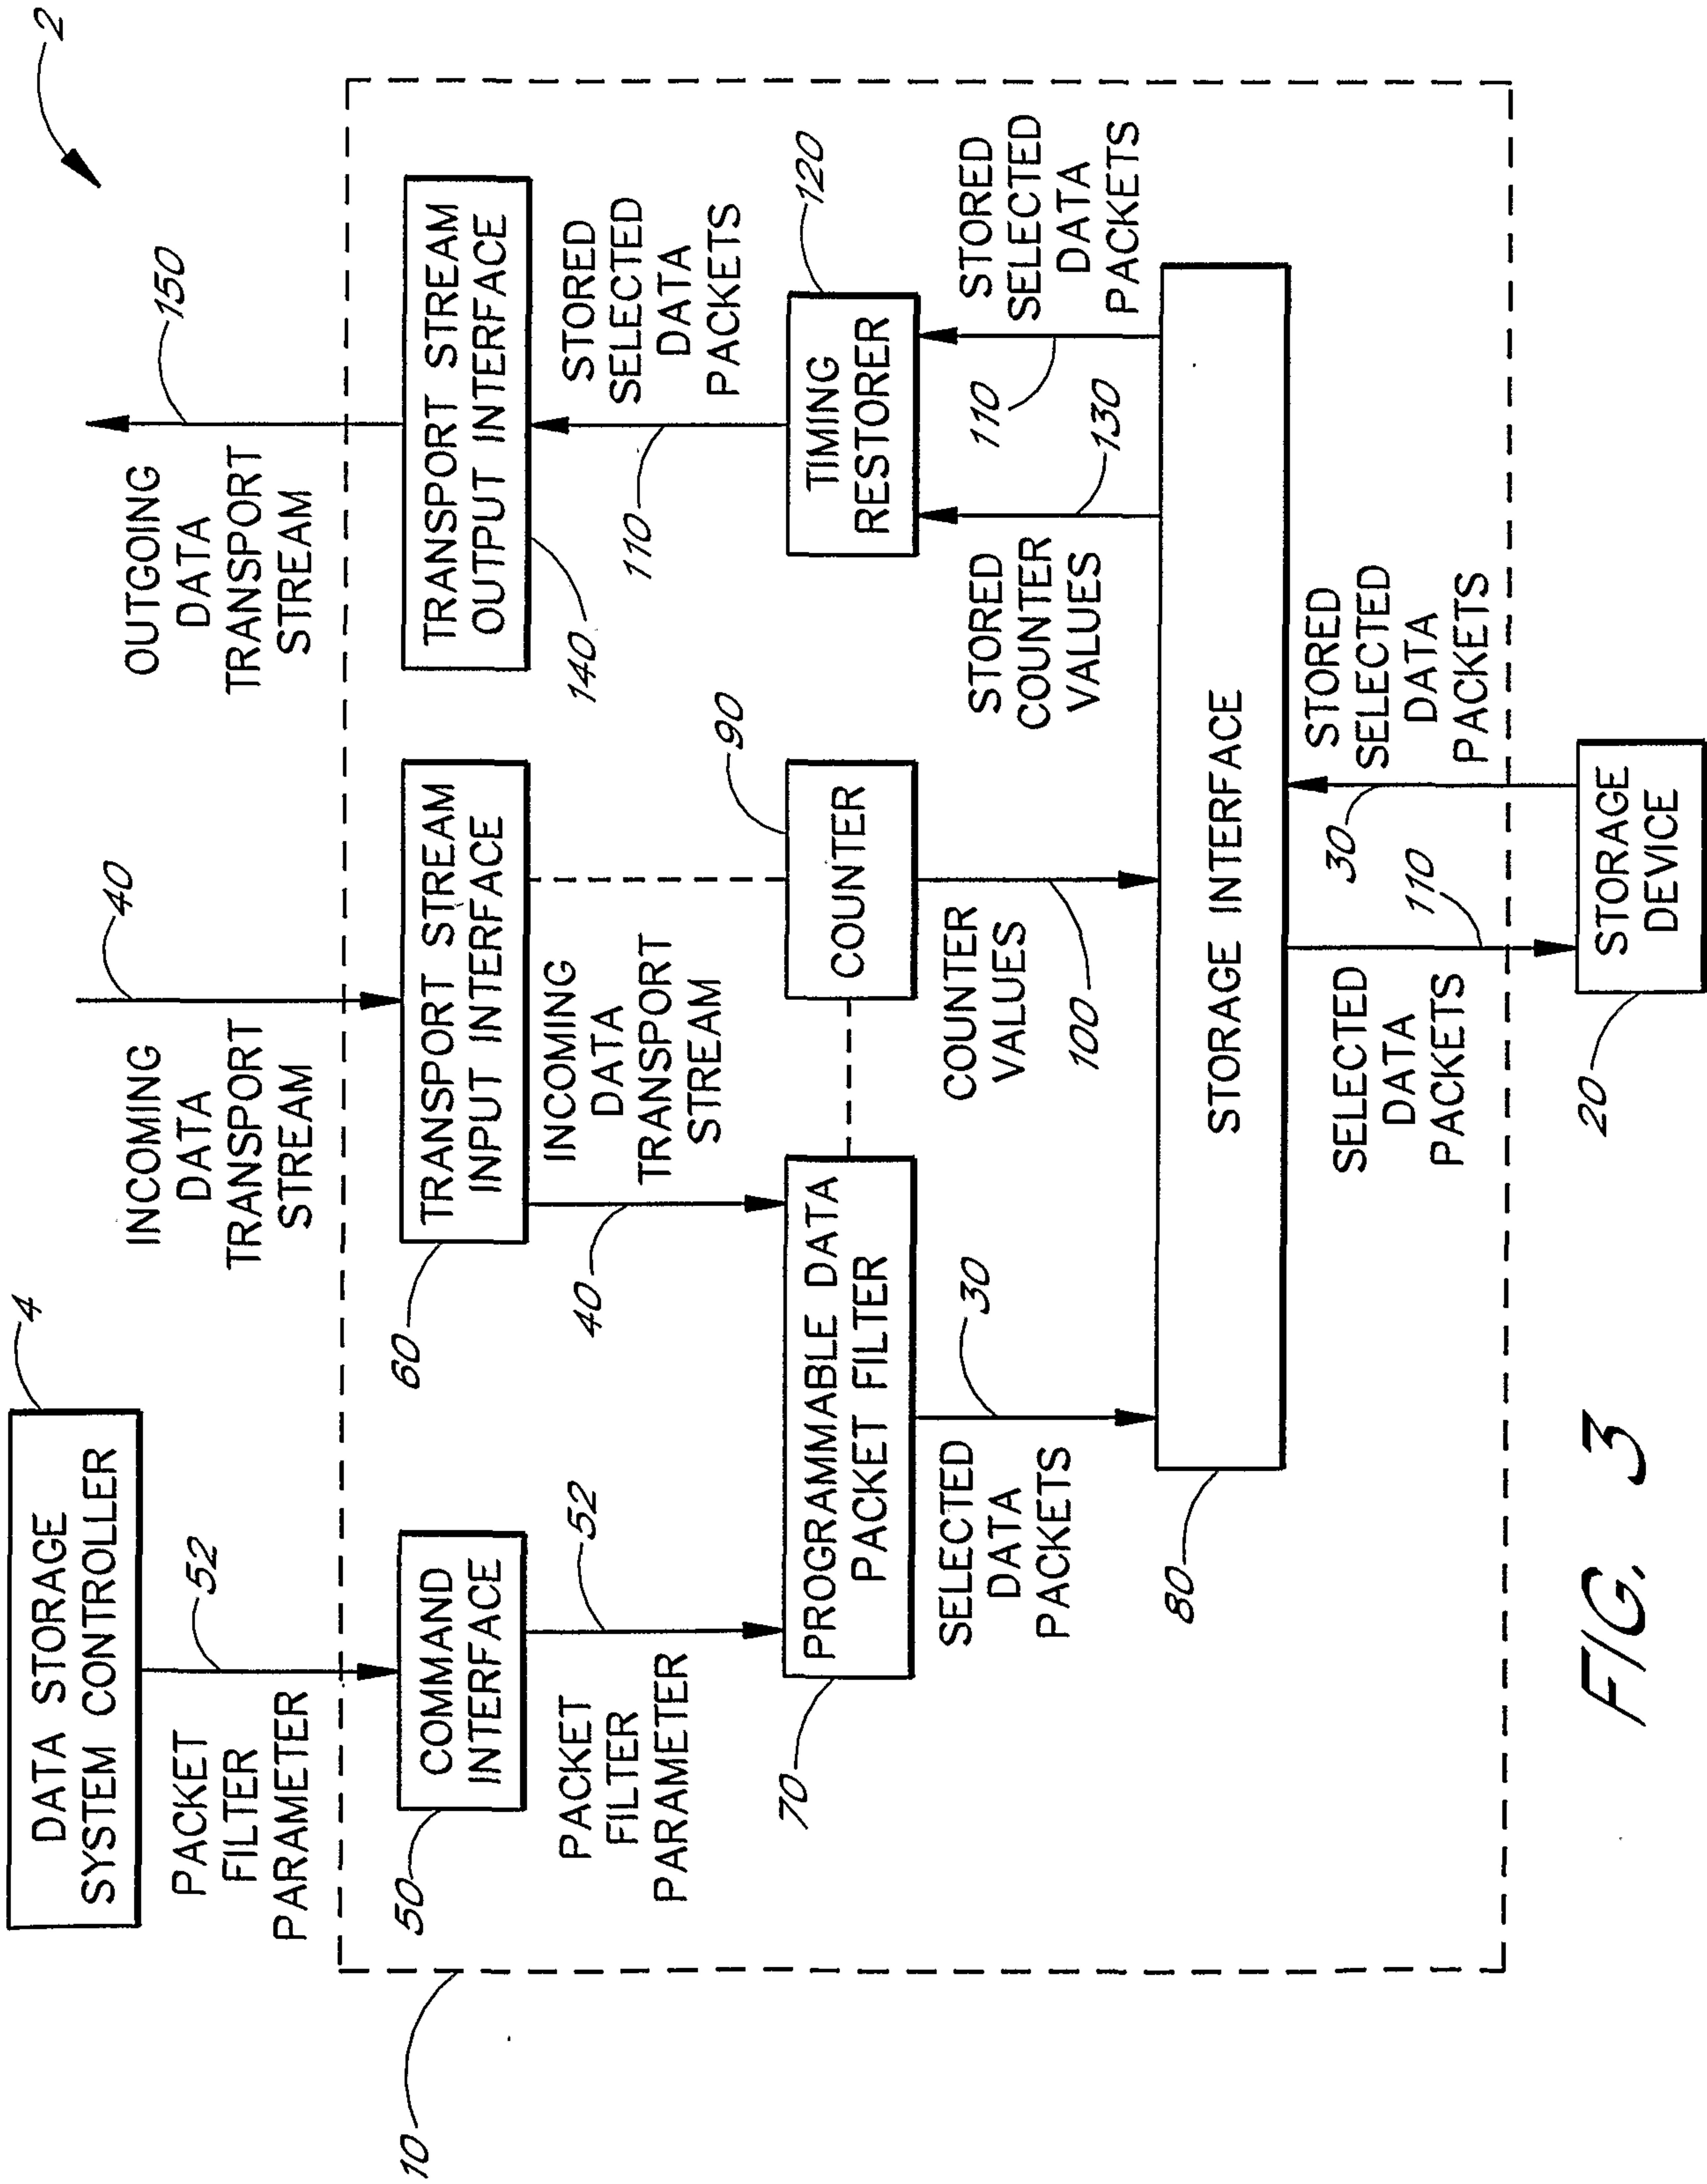 DATA STORAGE
SYSTEM CONTROLLER
4
2
PACKET
FILTER
PARAMETER
52
INCOMING
DATA
TRANSPORT
STREAM
40
OUTGOING
DATA
TRANSPORT
STREAM
150
10
50
COMMAND
INTERFACE
60
TRANSPORT STREAM
INPUT INTERFACE
140
TRANSPORT STREAM
OUTPUT INTERFACE
PACKET
FILTER
PARAMETER
52
40
INCOMING
DATA
TRANSPORT
STREAM
110
STORED
SELECTED
DATA
PACKETS
70
PROGRAMMABLE DATA
PACKET FILTER
COUNTER
90
TIMING
RESTORER
120
SELECTED
DATA
PACKETS
30
COUNTER
VALUES
100
STORED
COUNTER
VALUES
130
110
STORED
SELECTED
DATA
PACKETS
80
STORAGE INTERFACE
SELECTED
DATA
PACKETS
110
30
STORED
SELECTED
DATA
PACKETS
20
STORAGE
DEVICE
FIG. 3